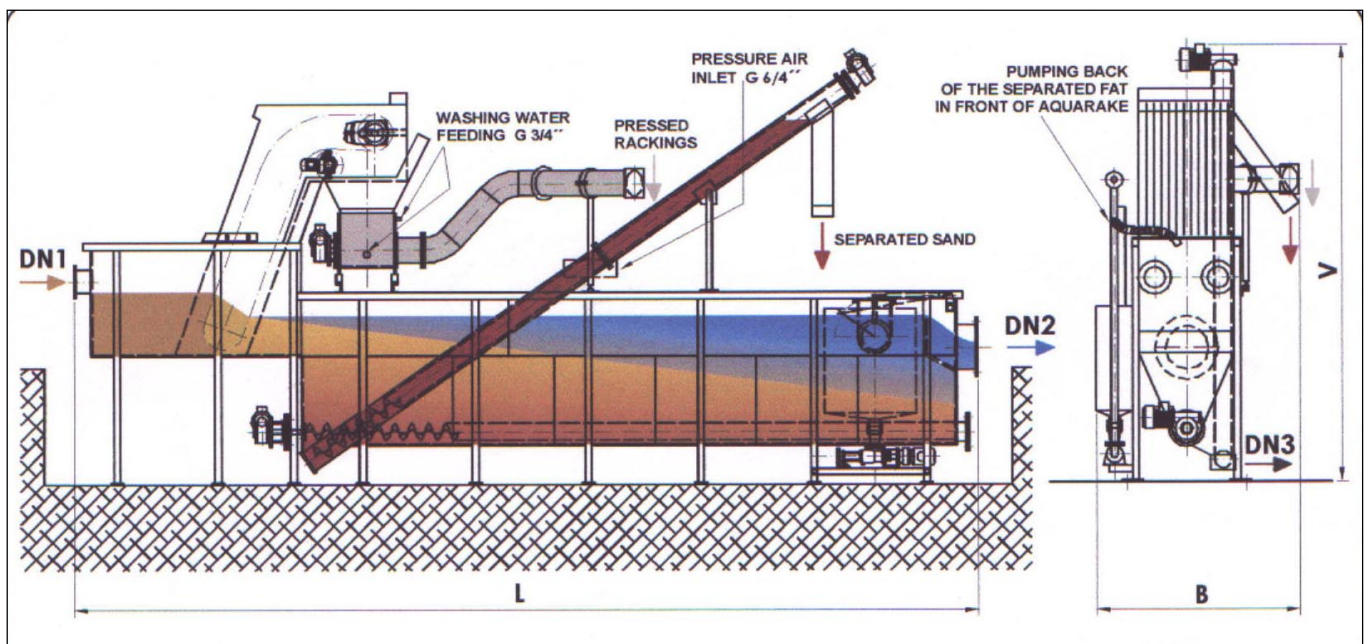 PRESSURE AIR
INLET G 6/4´´
PUMPING BACK
OF THE SEPARATED FAT
IN FRONT OF AQUARAKE
WASHING WATER
FEEDING G 3/4´´
PRESSED
RACKINGS
SEPARATED SAND
DN1
DN2
V
DN3
L
B